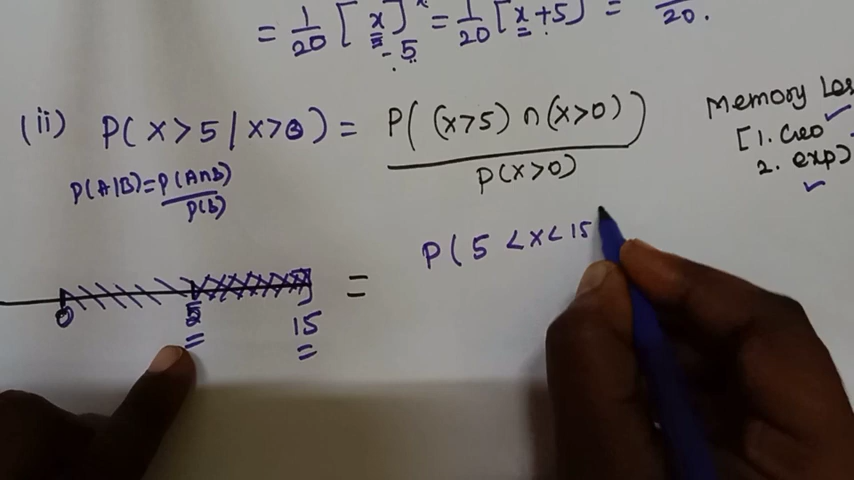 = 1/20 [x]ˣ₋₅ = 1/20 [x+5] = /20.
(ii) P(x>5 | x>0) = P((x>5) ∩ (x>0)) / P(x>0)
P(A|B) = P(A∩B) / P(B)
Memory
[1. Geo
2. exp)
= P(5 < x < 15
0 5 15